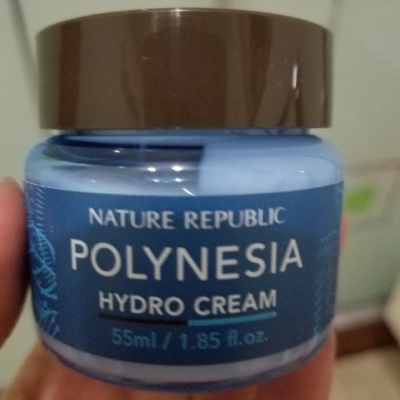 NATURE REPUBLIC
POLYNESIA
HYDRO CREAM
55ml / 1.85 fl.oz.